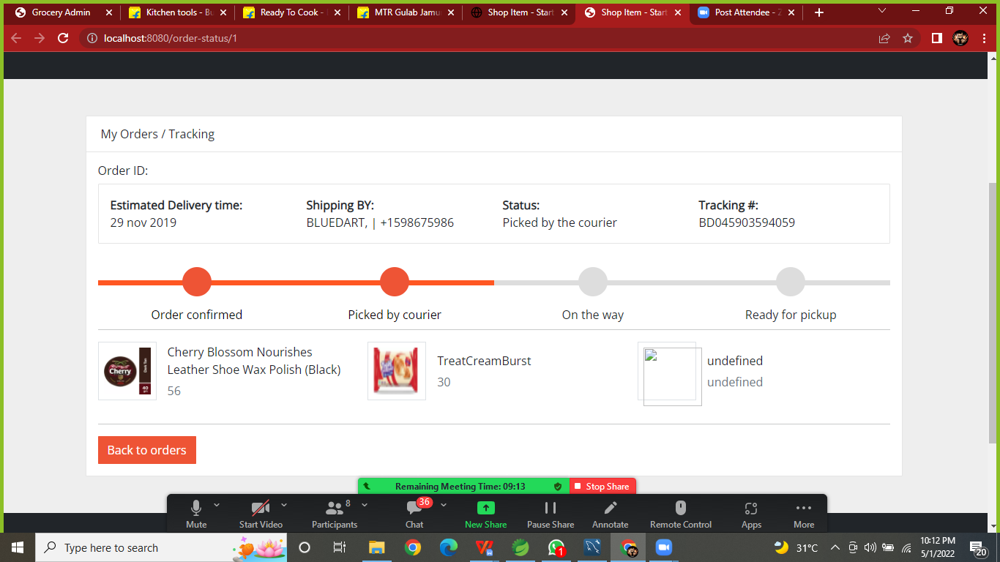 Grocery Admin
Kitchen tools - Bu
Ready To Cook -
MTR Gulab Jamu
Shop Item - Start
Shop Item - Start
Post Attendee - Z
localhost:8080/order-status/1
My Orders / Tracking
Order ID:
Estimated Delivery time:
29 nov 2019
Shipping BY:
BLUEDART, | +1598675986
Status:
Picked by the courier
Tracking #:
BD045903594059
Order confirmed
Picked by courier
On the way
Ready for pickup
Cherry
40
Cherry Blossom Nourishes
Leather Shoe Wax Polish (Black)
56
TreatCreamBurst
30
undefined
undefined
Back to orders
Remaining Meeting Time: 09:13
Stop Share
Mute
Start Video
8
Participants
36
Chat
New Share
Pause Share
Annotate
Remote Control
Apps
More
Type here to search
1
31°C
10:12 PM
5/1/2022
20